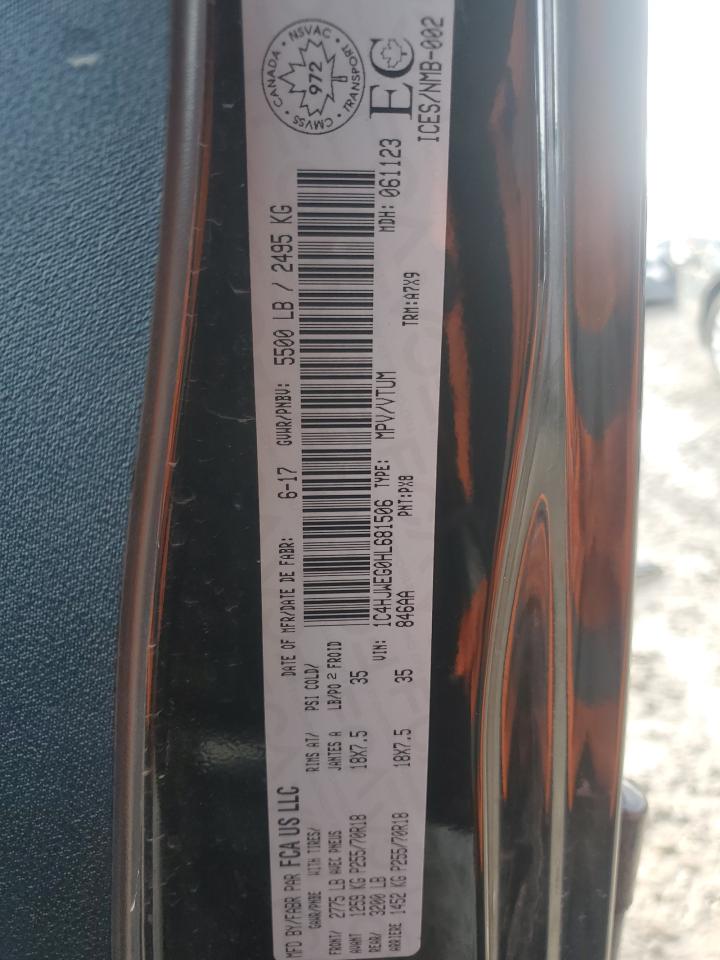 MFD BY/FABR PAR FCA US LLC
DATE OF MFR/DATE DE FABR: 6-17 GVWR/PNBV: 5500 LB / 2495 KG
GAWR/PNBE WITH TIRES/ RIMS AT/ PSI COLD/
FRONT/ 2775 LB AVEC PNEUS JANTES A LB/PO 2 FROID
AVANT 1259 KG P255/70R18 18X7.5 35
REAR/ 3200 LB
ARRIERE 1452 KG P255/70R18 18X7.5 35
VIN: 1C4HJWEG0HL681506 TYPE: MPV/VTUM MDH: 061123
846AA PNT:PX8 TRM:A7X9
CANADA • NSVAC • TRANSPORT • CMVSS •
972
EC
ICES/NMB-002